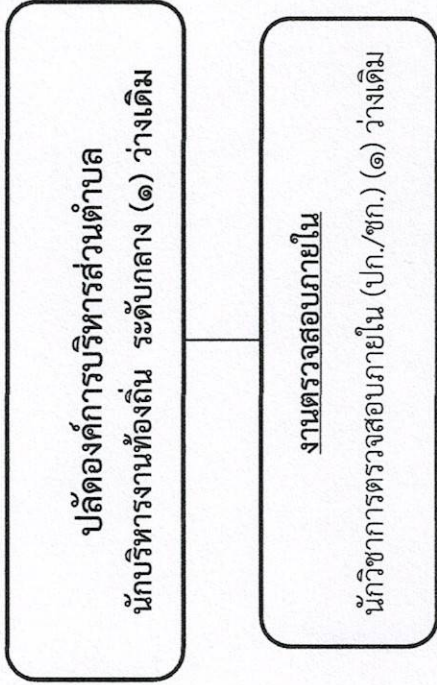 ปลัดองค์การบริหารส่วนตำบล
นักบริหารงานท้องถิ่น ระดับกลาง (๑) ว่างเดิม
งานตรวจสอบภายใน
นักวิชาการตรวจสอบภายใน (ปก./ชก.) (๑) ว่างเดิม